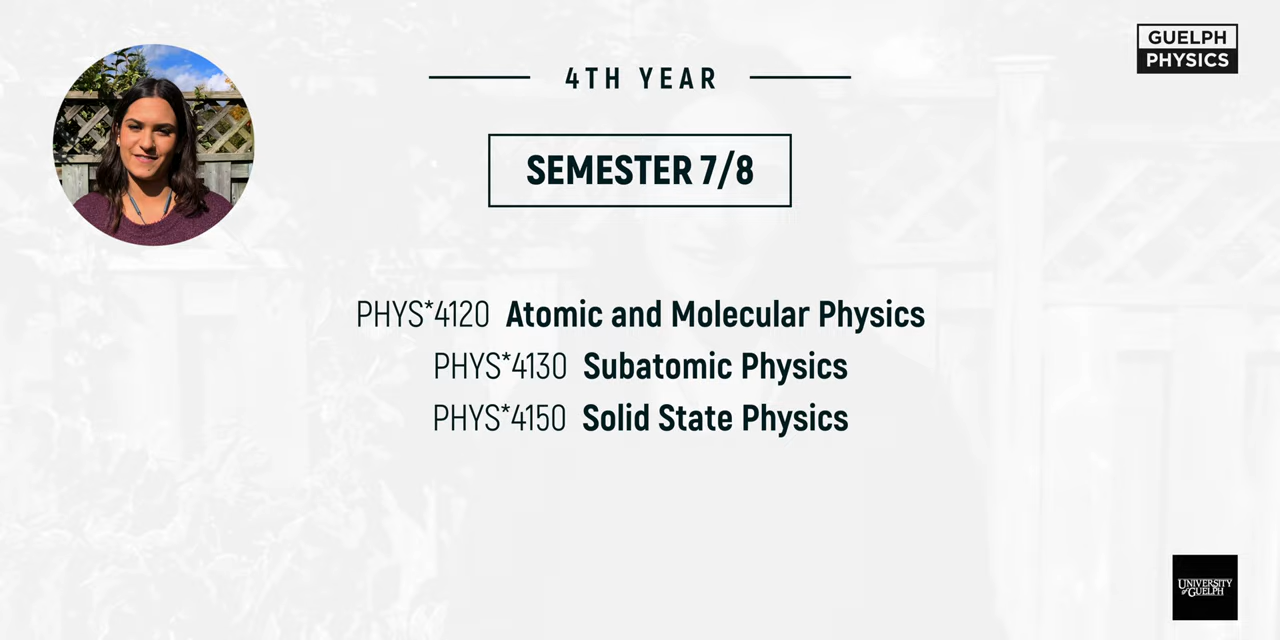 GUELPH
PHYSICS
4TH YEAR
SEMESTER 7/8
PHYS*4120 Atomic and Molecular Physics
PHYS*4130 Subatomic Physics
PHYS*4150 Solid State Physics
UNIVERSITY
of GUELPH